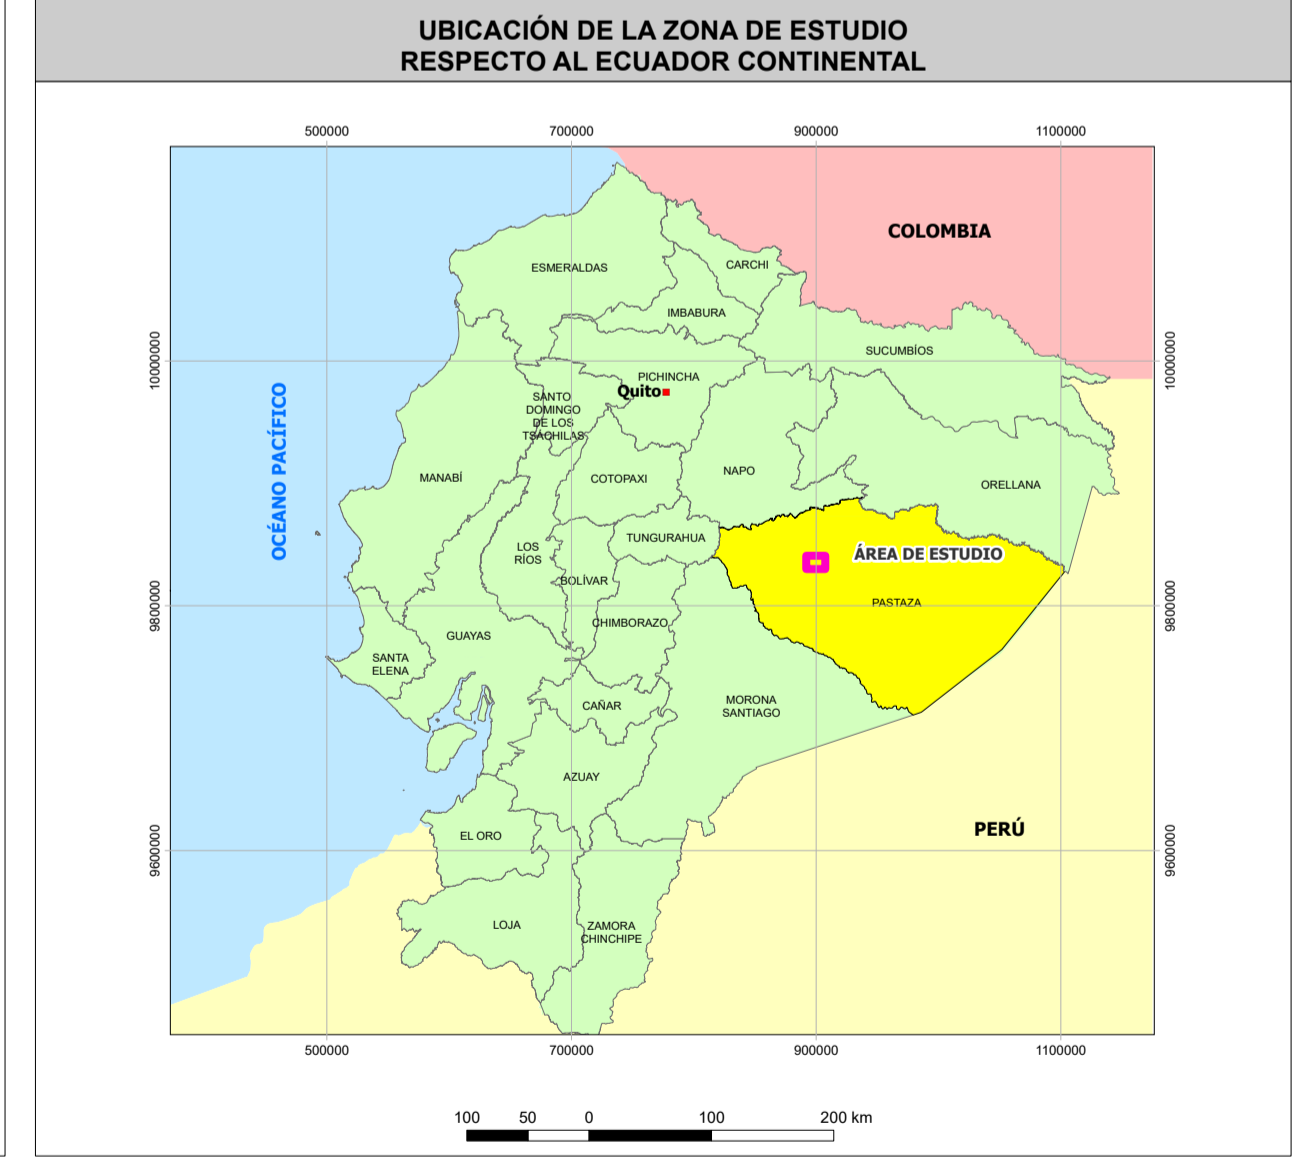 UBICACIÓN DE LA ZONA DE ESTUDIO
RESPECTO AL ECUADOR CONTINENTAL
500000
700000
900000
1100000
COLOMBIA
ESMERALDAS
CARCHI
IMBABURA
10000000
10000000
SUCUMBÍOS
PICHINCHA
Quito
SANTO
DOMINGO
DE LOS
TSÁCHILAS
OCÉANO PACÍFICO
MANABÍ
COTOPAXI
NAPO
ORELLANA
TUNGURAHUA
LOS
RÍOS
ÁREA DE ESTUDIO
BOLÍVAR
PASTAZA
9800000
9800000
CHIMBORAZO
GUAYAS
SANTA
ELENA
CAÑAR
MORONA
SANTIAGO
AZUAY
PERÚ
EL ORO
9600000
9600000
LOJA
ZAMORA
CHINCHIPE
500000
700000
900000
1100000
100
50
0
100
200 km